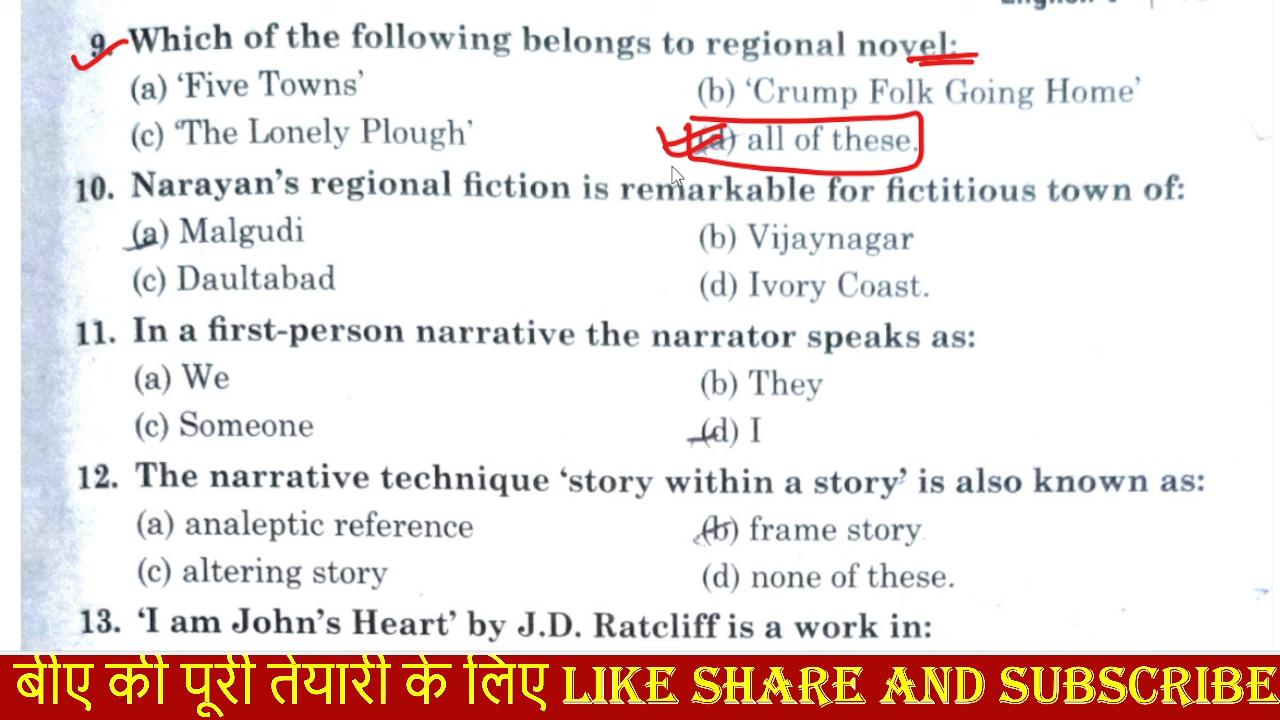 9. Which of the following belongs to regional novel:
(a) ‘Five Towns’ (b) ‘Crump Folk Going Home’
(c) ‘The Lonely Plough’ (d) all of these.
10. Narayan’s regional fiction is remarkable for fictitious town of:
(a) Malgudi (b) Vijaynagar
(c) Daultabad (d) Ivory Coast.
11. In a first-person narrative the narrator speaks as:
(a) We (b) They
(c) Someone (d) I
12. The narrative technique ‘story within a story’ is also known as:
(a) analeptic reference (b) frame story
(c) altering story (d) none of these.
13. ‘I am John’s Heart’ by J.D. Ratcliff is a work in:
बीए की पूरी तैयारी के लिए LIKE SHARE AND SUBSCRIBE